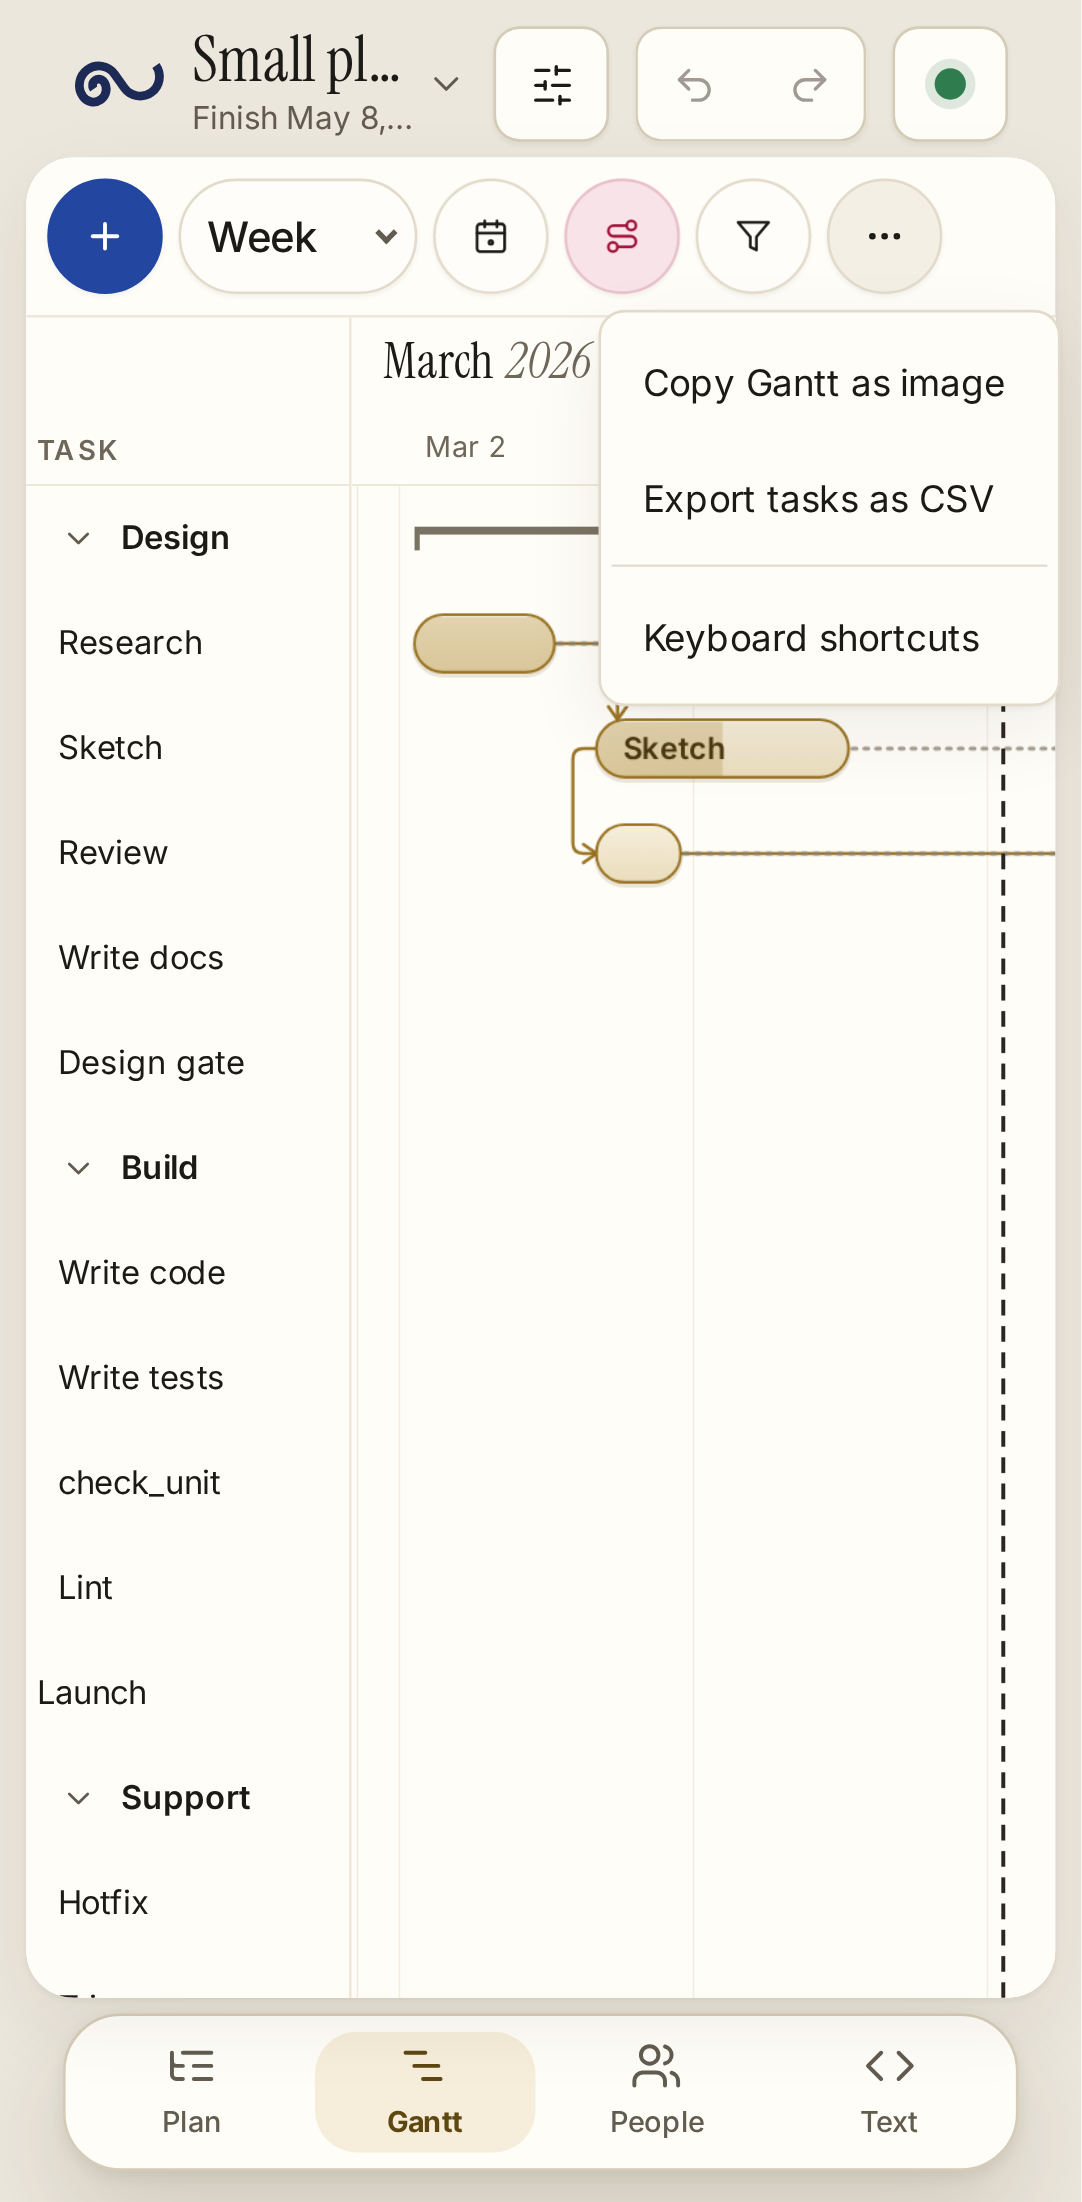 Small pl...
Finish May 8,...
Week
March 2026
TASK
Mar 2
Copy Gantt as image
Export tasks as CSV
Keyboard shortcuts
Design
Research
Sketch
Sketch
Review
Write docs
Design gate
Build
Write code
Write tests
check_unit
Lint
Launch
Support
Hotfix
Plan
Gantt
People
Text